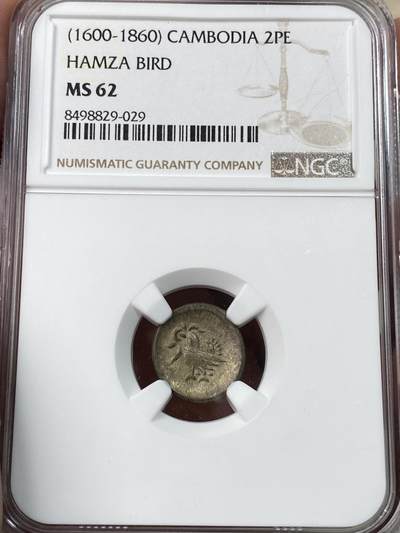 (1600-1860) CAMBODIA 2PE
HAMZA BIRD
MS 62
8498829-029
NUMISMATIC GUARANTY COMPANY
NGC